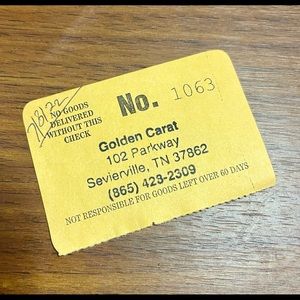 7/8/22
NO GOODS
DELIVERED
WITHOUT THIS
CHECK
No. 1063
Golden Carat
102 Parkway
Sevierville, TN 37862
(865) 428-2309
NOT RESPONSIBLE FOR GOODS LEFT OVER 60 DAYS